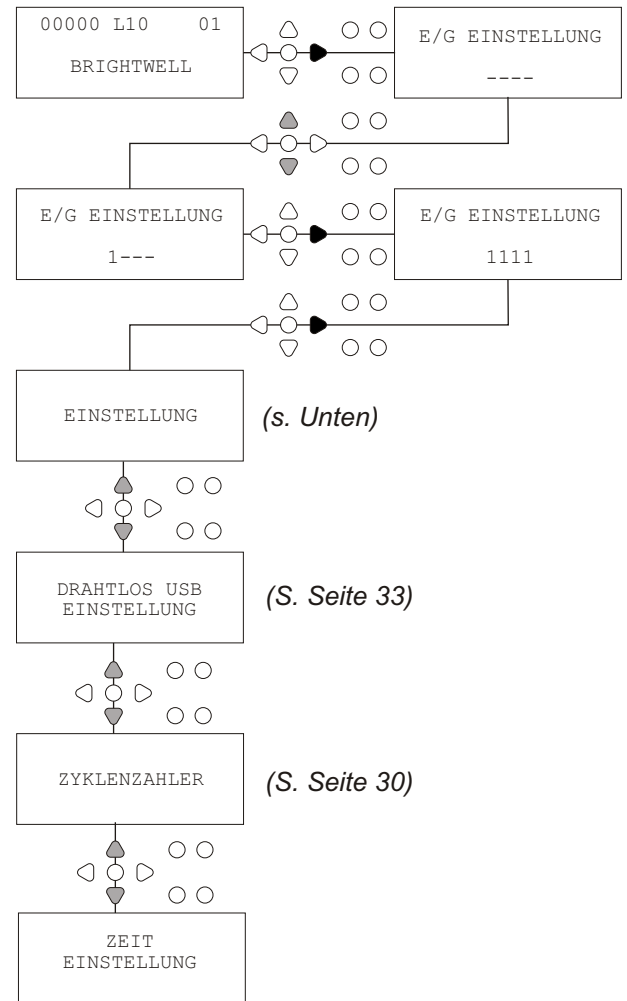 00000 L10 01
BRIGHTWELL
E/G EINSTELLUNG
----
E/G EINSTELLUNG
1---
E/G EINSTELLUNG
1111
EINSTELLUNG
(s. Unten)
DRAHTLOS USB
EINSTELLUNG
(S. Seite 33)
ZYKLENZAHLER
(S. Seite 30)
ZEIT
EINSTELLUNG